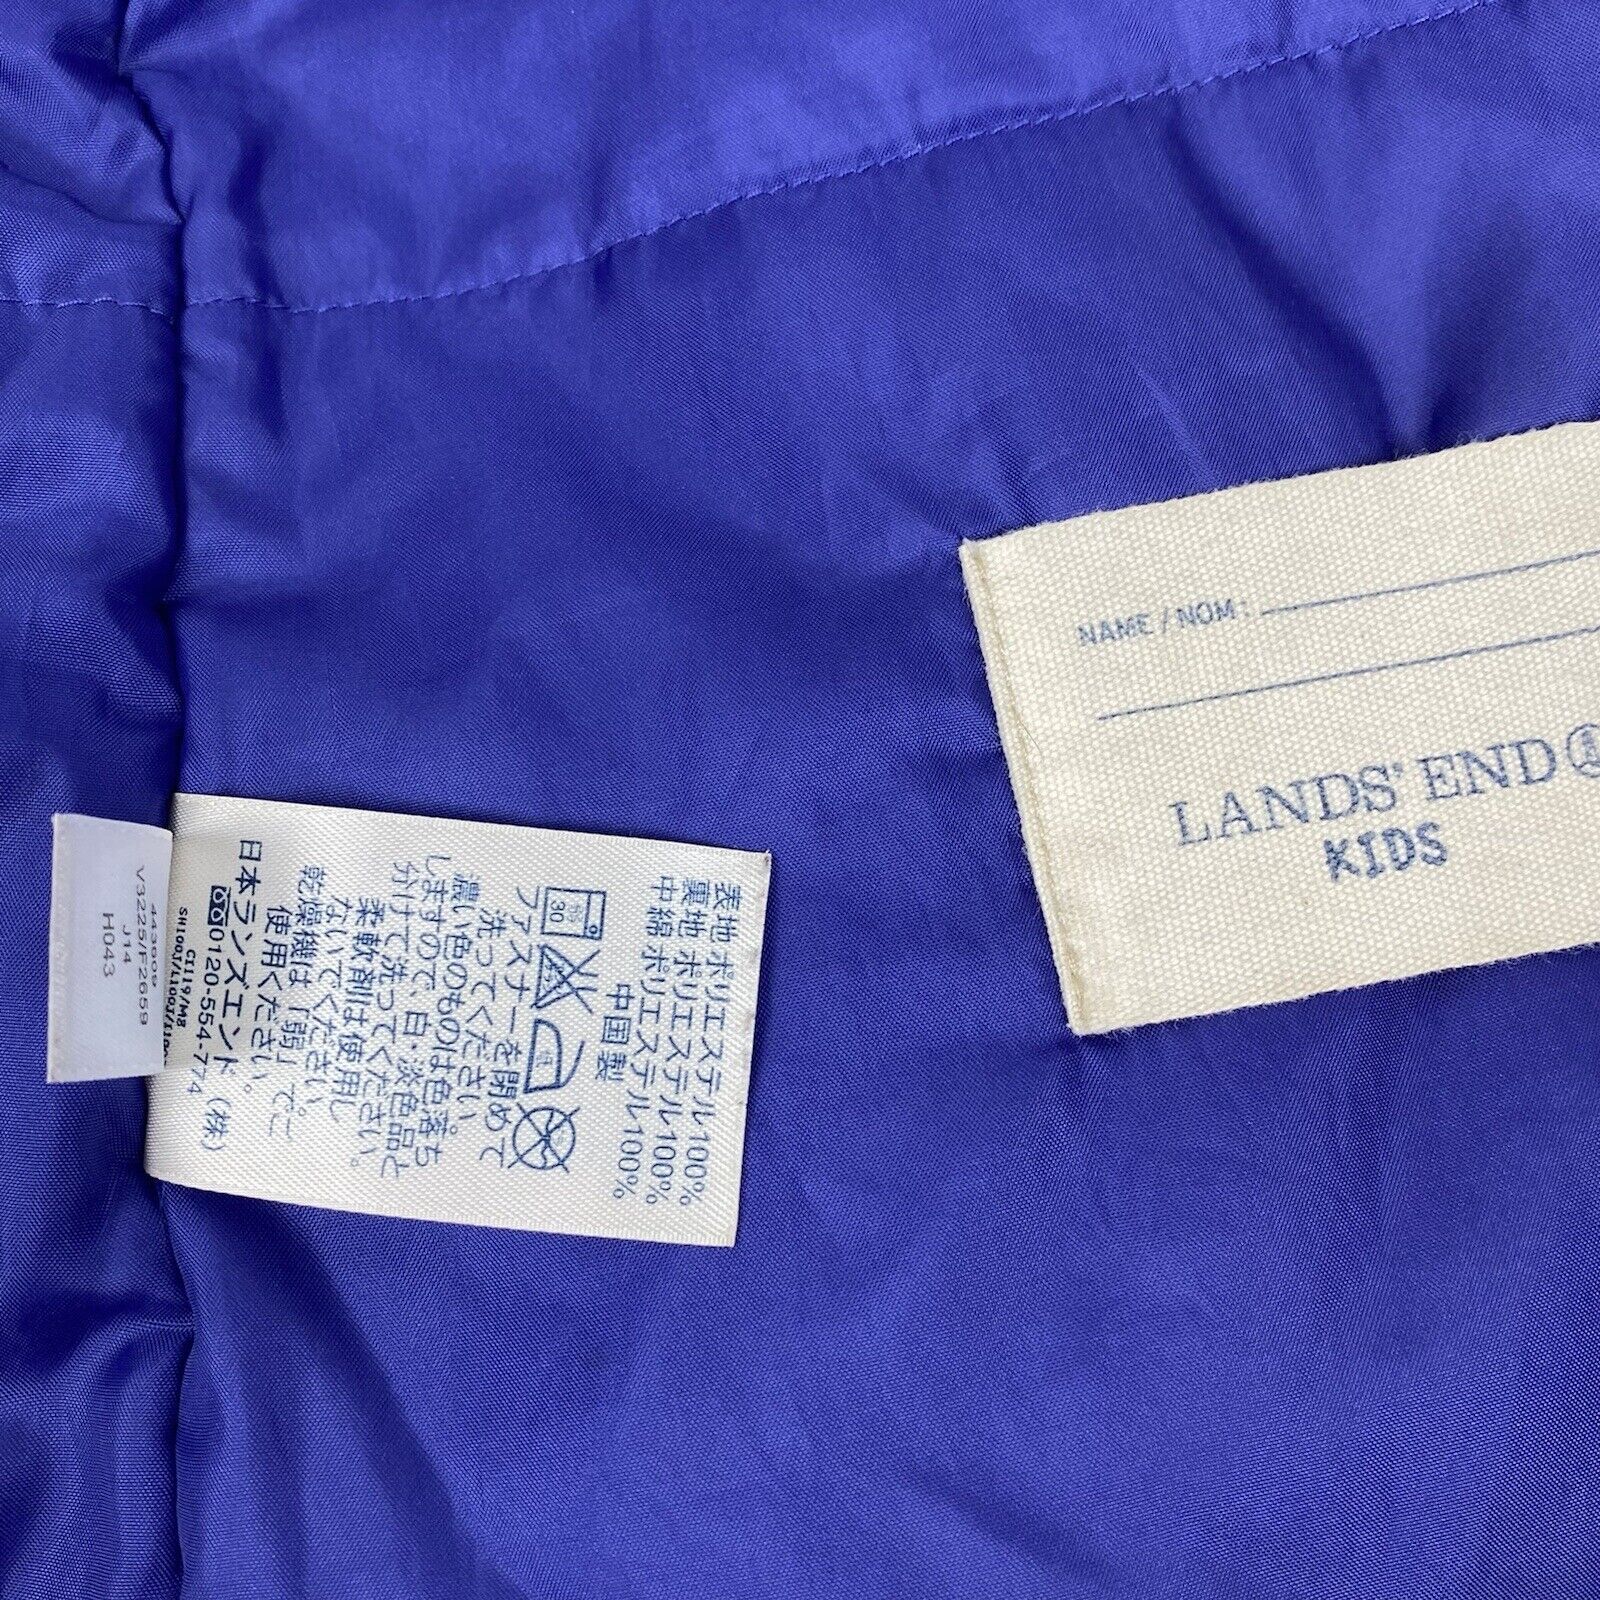 NAME / NOM:
LANDS' END
KIDS
表地 ポリエステル100%
裏地 ポリエステル100%
中綿 ポリエステル100%
中国製
30
ファスナーを閉めて
洗ってください
濃い色のものは色落ち
しますので、白・淡色品と
分けて洗ってください。
柔軟剤は使用し
ないでください。
乾燥機は「弱」でご
使用ください。
日本ランズエンド(株)
0120-554-774
CI119/M8
443609
V3225/F2659
J14
H043